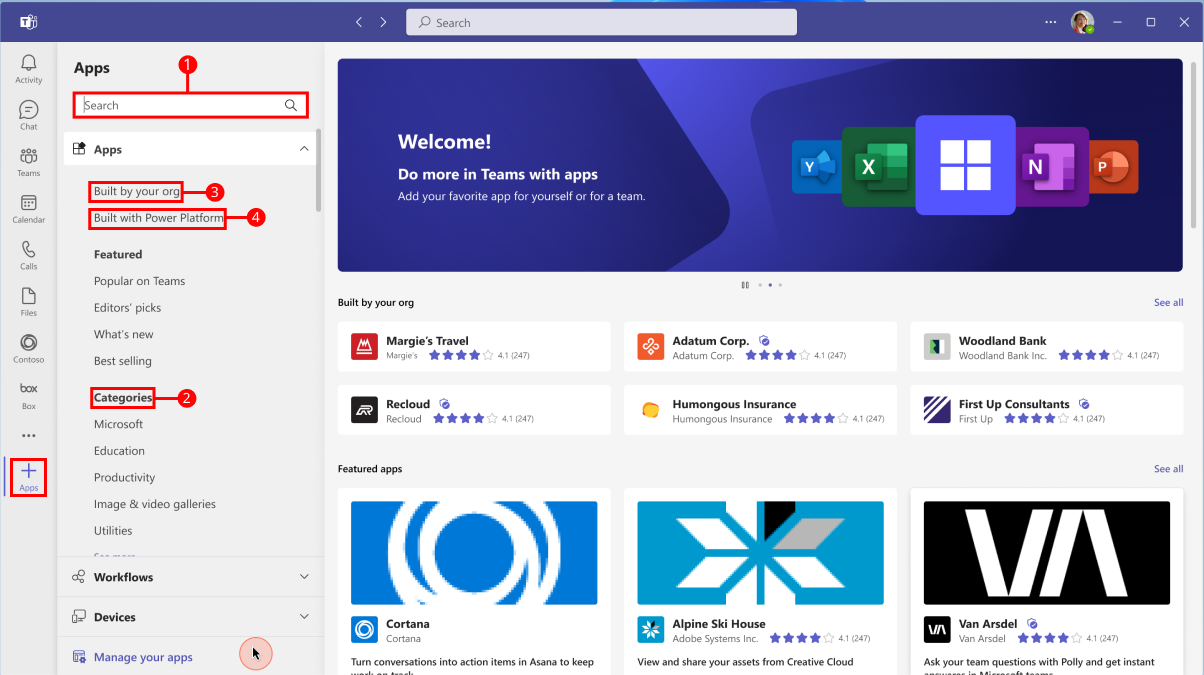 Search
Activity
Chat
Teams
Calendar
Calls
Files
Contoso
box
Box
Apps
Apps
1
Search
Apps
Built by your org
3
Built with Power Platform
4
Featured
Popular on Teams
Editors' picks
What's new
Best selling
Categories
2
Microsoft
Education
Productivity
Image & video galleries
Utilities
See more
Workflows
Devices
Manage your apps
Welcome!
Do more in Teams with apps
Add your favorite app for yourself or for a team.
Y
X
N
P
Built by your org
See all
Margie's Travel
Margie's 4.1 (247)
Adatum Corp.
Adatum Corp. 4.1 (247)
Woodland Bank
Woodland Bank Inc. 4.1 (247)
Recloud
Recloud 4.1 (247)
Humongous Insurance
Humongous Insurance 4.1 (247)
First Up Consultants
First Up 4.1 (247)
Featured apps
See all
Cortana
Cortana
Turn conversations into action items in Asana to keep
work on track
Alpine Ski House
Adobe Systems Inc. 4.1 (247)
View and share your assets from Creative Cloud
VA
Van Arsdel
Van Arsdel 4.1 (247)
Ask your team questions with Polly and get instant
answers in Microsoft teams